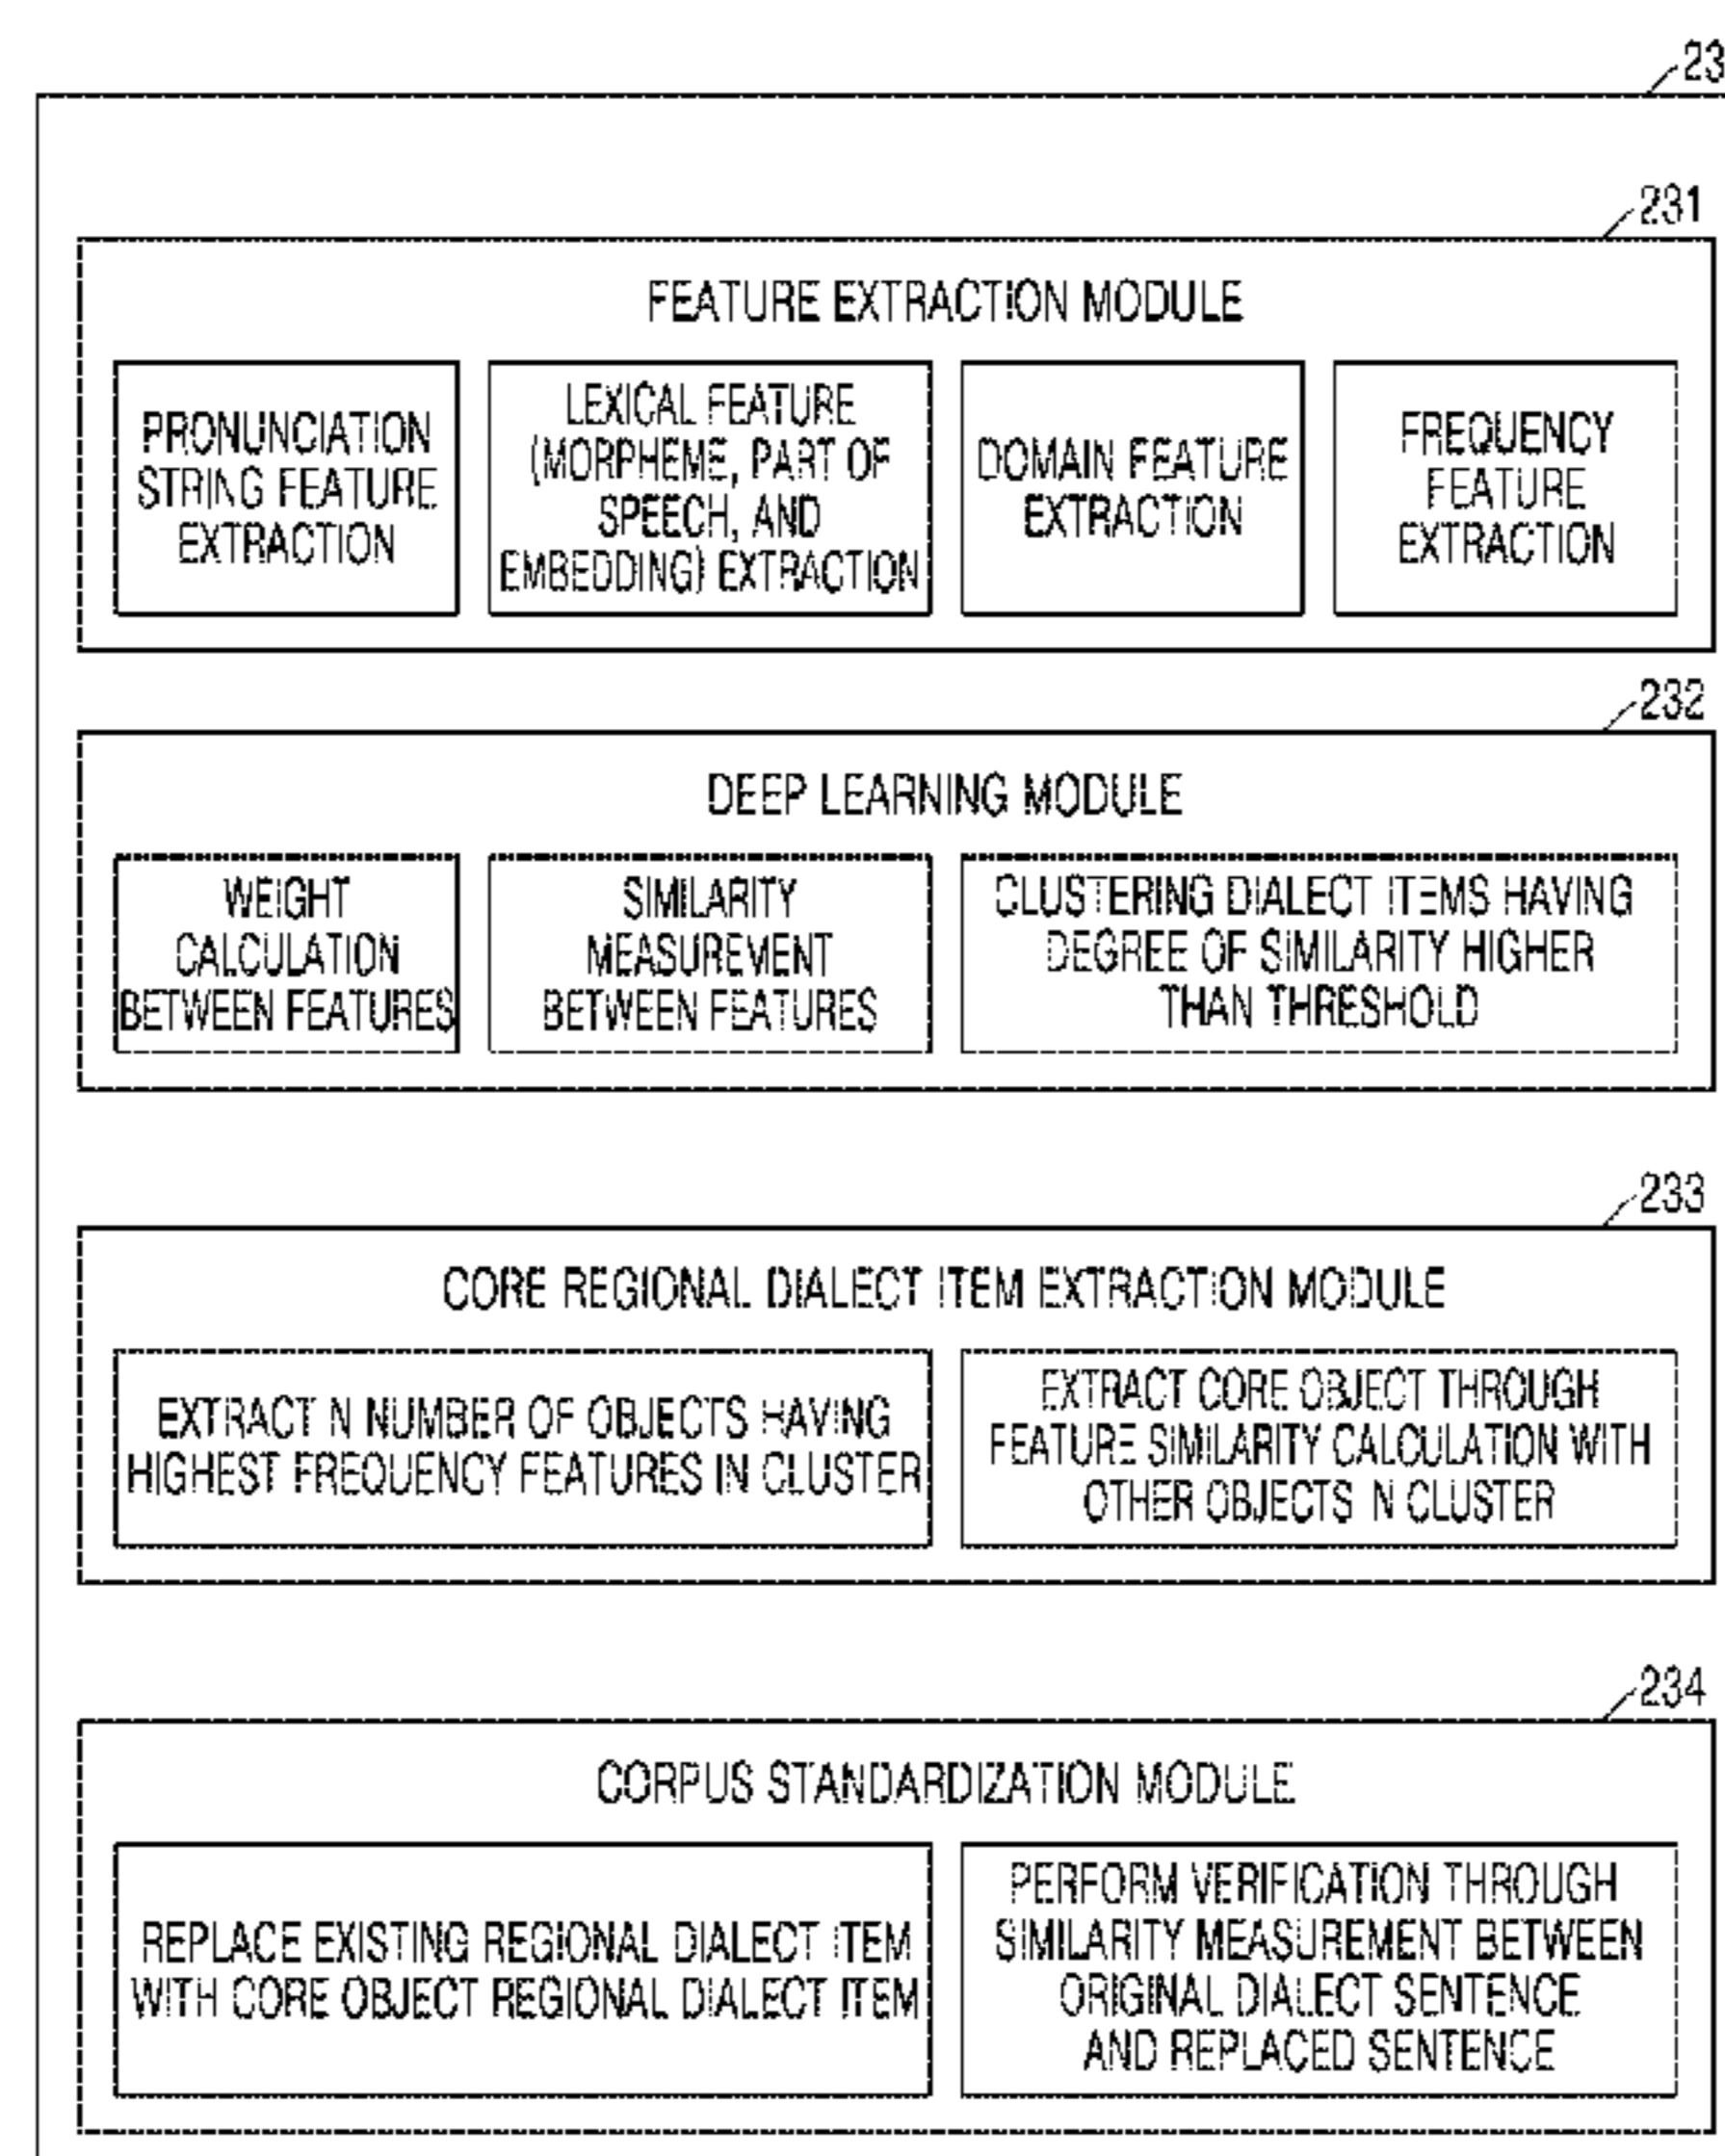 23
231
FEATURE EXTRACTION MODULE
PRONUNCIATION
STRING FEATURE
EXTRACTION
LEXICAL FEATURE
(MORPHEME, PART OF
SPEECH, AND
EMBEDDING) EXTRACTION
DOMAIN FEATURE
EXTRACTION
FREQUENCY
FEATURE
EXTRACTION
232
DEEP LEARNING MODULE
WEIGHT
CALCULATION
BETWEEN FEATURES
SIMILARITY
MEASUREMENT
BETWEEN FEATURES
CLUSTERING DIALECT ITEMS HAVING
DEGREE OF SIMILARITY HIGHER
THAN THRESHOLD
233
CORE REGIONAL DIALECT ITEM EXTRACTION MODULE
EXTRACT N NUMBER OF OBJECTS HAVING
HIGHEST FREQUENCY FEATURES IN CLUSTER
EXTRACT CORE OBJECT THROUGH
FEATURE SIMILARITY CALCULATION WITH
OTHER OBJECTS IN CLUSTER
234
CORPUS STANDARDIZATION MODULE
REPLACE EXISTING REGIONAL DIALECT ITEM
WITH CORE OBJECT REGIONAL DIALECT ITEM
PERFORM VERIFICATION THROUGH
SIMILARITY MEASUREMENT BETWEEN
ORIGINAL DIALECT SENTENCE
AND REPLACED SENTENCE